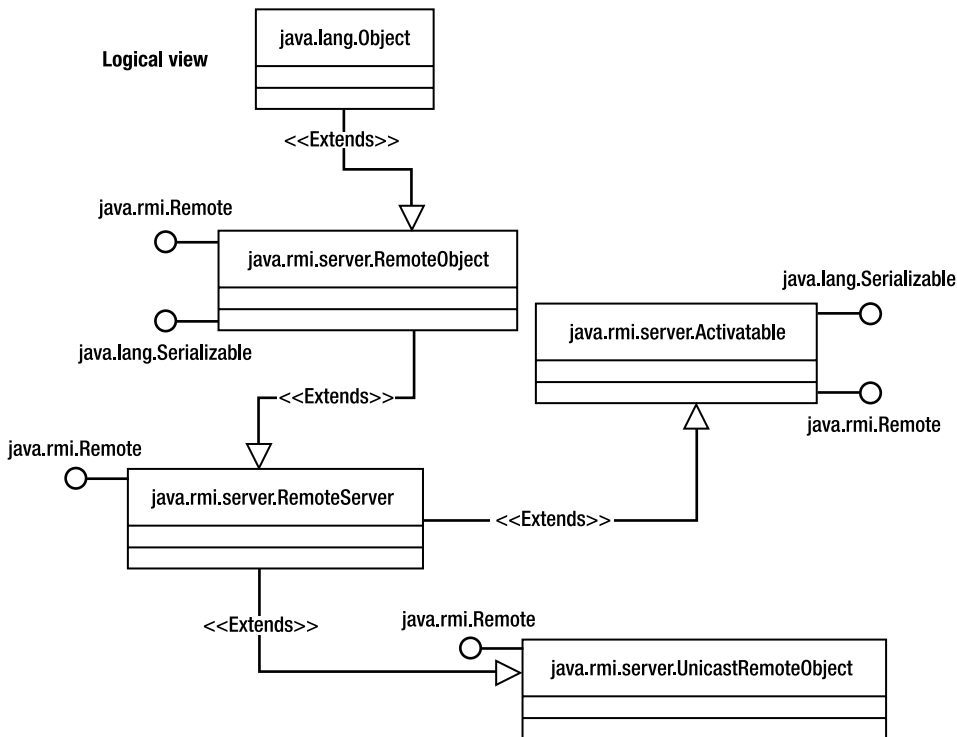 java.lang.Object
Logical view
<<Extends>>
java.rmi.Remote
java.rmi.server.RemoteObject
java.lang.Serializable
java.lang.Serializable
java.rmi.server.Activatable
java.rmi.Remote
<<Extends>>
java.rmi.Remote
java.rmi.server.RemoteServer
<<Extends>>
<<Extends>>
java.rmi.Remote
java.rmi.server.UnicastRemoteObject